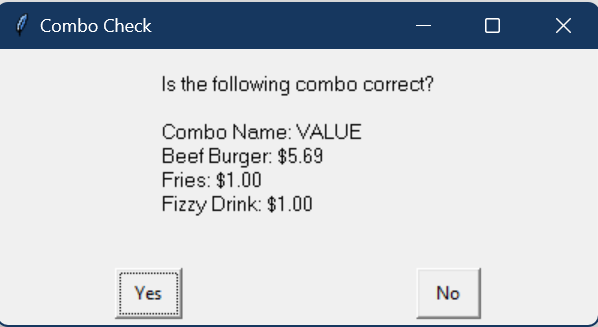 Combo Check
Is the following combo correct?
Combo Name: VALUE
Beef Burger: $5.69
Fries: $1.00
Fizzy Drink: $1.00
Yes
No